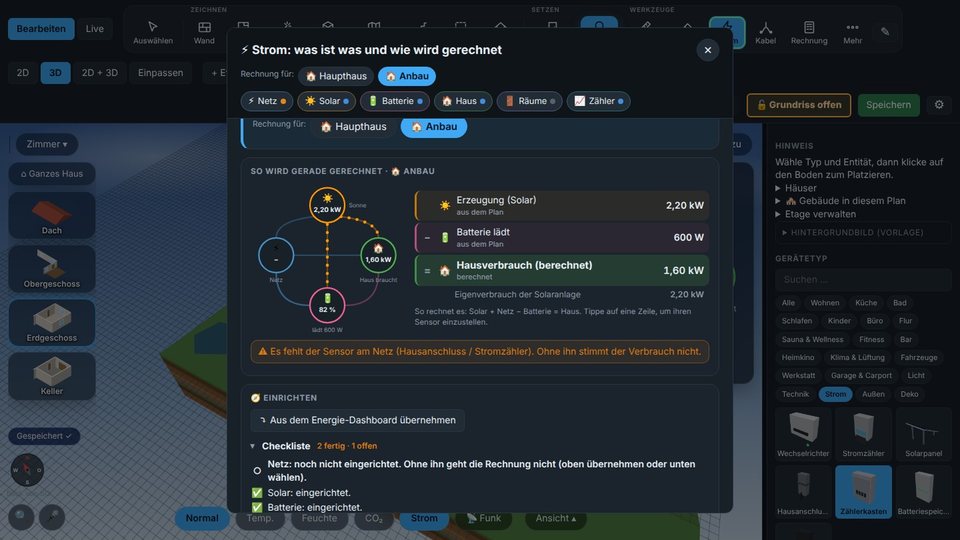 ZEICHNEN
SETZEN
WERKZEUGE
Bearbeiten
Live
Auswählen
Wand
Kabel
Rechnung
Mehr
2D
3D
2D + 3D
Einpassen
Grundriss offen
Speichern
Zimmer ▾
⌂ Ganzes Haus
Dach
Obergeschoss
Erdgeschoss
Keller
Gespeichert ✓
⚡ Strom: was ist was und wie wird gerechnet
✕
Rechnung für:
Haupthaus
Anbau
⚡ Netz
Solar
Batterie
Haus
Räume
Zähler
Rechnung für:
Haupthaus
Anbau
SO WIRD GERADE GERECHNET · ANBAU
2,20 kW
Sonne
–
Netz
1,60 kW
Haus braucht
82 %
lädt 600 W
Erzeugung (Solar)
aus dem Plan
2,20 kW
– Batterie lädt
aus dem Plan
600 W
= Hausverbrauch (berechnet)
berechnet
1,60 kW
Eigenverbrauch der Solaranlage
2,20 kW
So rechnet es: Solar + Netz − Batterie = Haus. Tippe auf eine Zeile, um ihren
Sensor einzustellen.
⚠ Es fehlt der Sensor am Netz (Hausanschluss / Stromzähler). Ohne ihn stimmt der Verbrauch nicht.
EINRICHTEN
Aus dem Energie-Dashboard übernehmen
▾ Checkliste 2 fertig · 1 offen
Netz: noch nicht eingerichtet. Ohne ihn geht die Rechnung nicht (oben übernehmen oder unten
wählen).
Solar: eingerichtet.
Batterie: eingerichtet.
Normal
Temp.
Feuchte
CO₂
Strom
Funk
Ansicht ▴
HINWEIS
Wähle Typ und Entität, dann klicke auf
den Boden zum Platzieren.
▶ Häuser
▶ Gebäude in diesem Plan
▶ Etage verwalten
▶ HINTERGRUNDBILD (VORLAGE)
GERÄTETYP
Suchen ...
Alle
Wohnen
Küche
Bad
Schlafen
Kinder
Büro
Flur
Sauna & Wellness
Fitness
Bar
Heimkino
Klima & Lüftung
Fahrzeuge
Werkstatt
Garage & Carport
Licht
Technik
Strom
Außen
Deko
Wechselrichter
Stromzähler
Solarpanel
Hausanschlu...
Zählerkasten
Batteriespeic...